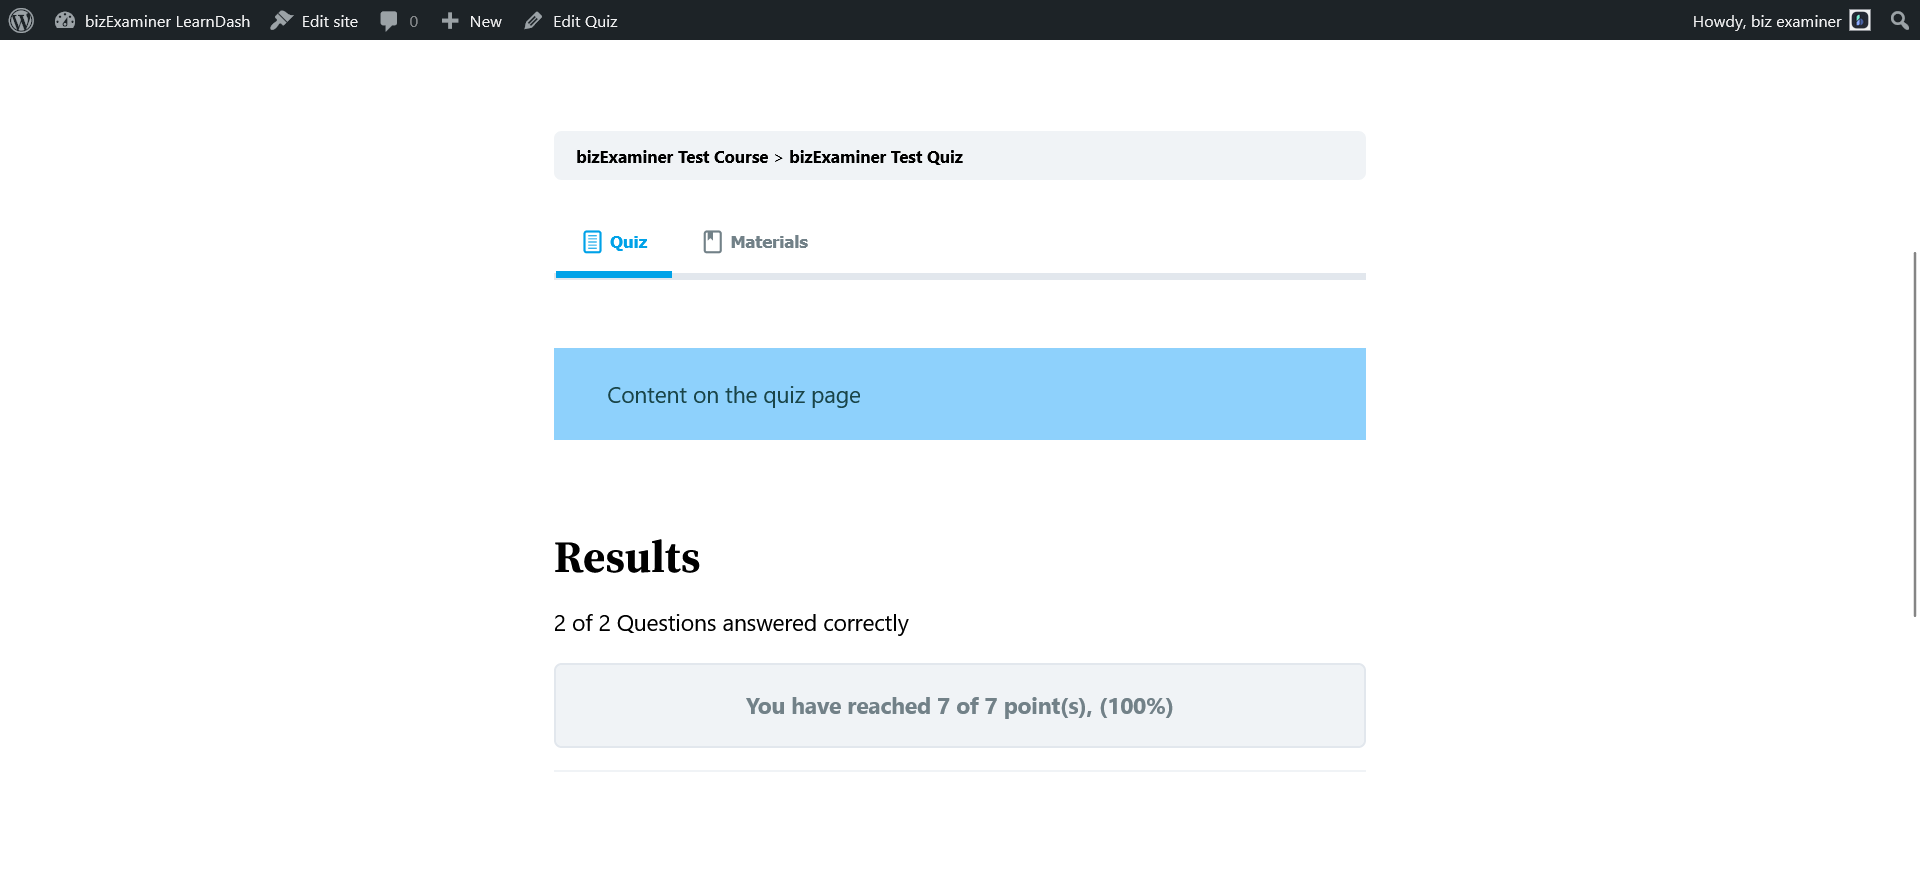 bizExaminer LearnDash Edit site 0 New Edit Quiz Howdy, biz examiner
bizExaminer Test Course > bizExaminer Test Quiz
Quiz Materials
Content on the quiz page
Results
2 of 2 Questions answered correctly
You have reached 7 of 7 point(s), (100%)